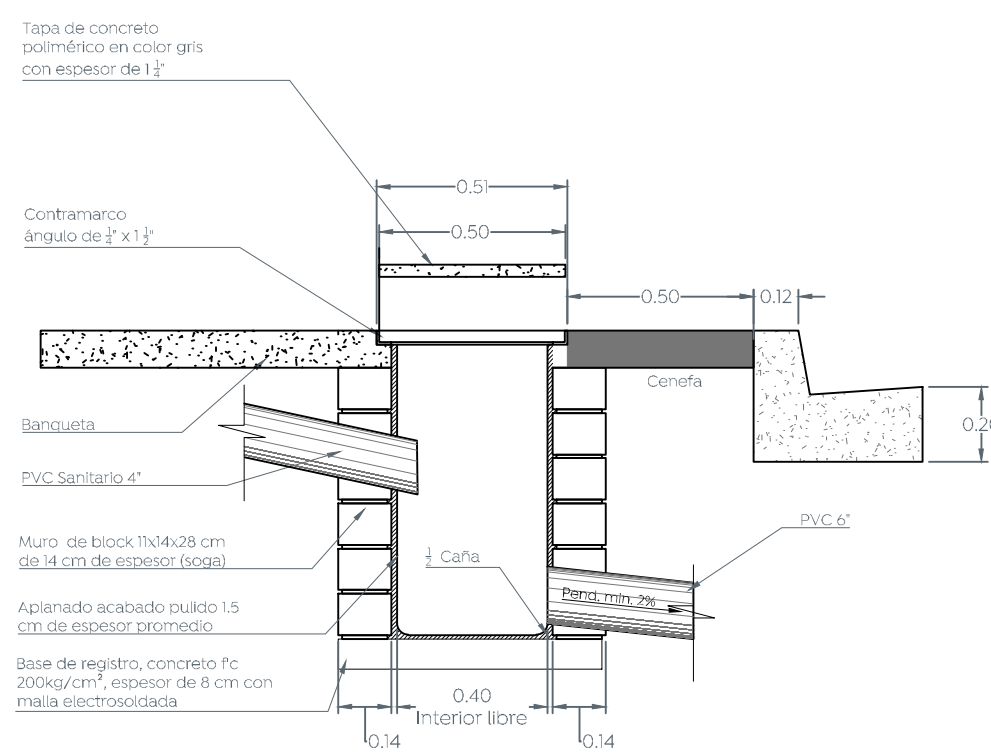 Tapa de concreto
polimérico en color gris
con espesor de 1 1/4"
0.51
Contramarco
ángulo de 1/4" x 1 1/2"
0.50
0.50
0.12
Cenefa
Banqueta
0.2
PVC Sanitario 4"
PVC 6"
Muro de block 11x14x28 cm
de 14 cm de espesor (soga)
1/2 Caña
Pend. min. 2%
Aplanado acabado pulido 1.5
cm de espesor promedio
Base de registro, concreto f'c
200kg/cm², espesor de 8 cm con
malla electrosoldada
0.40
Interior libre
0.14
0.14